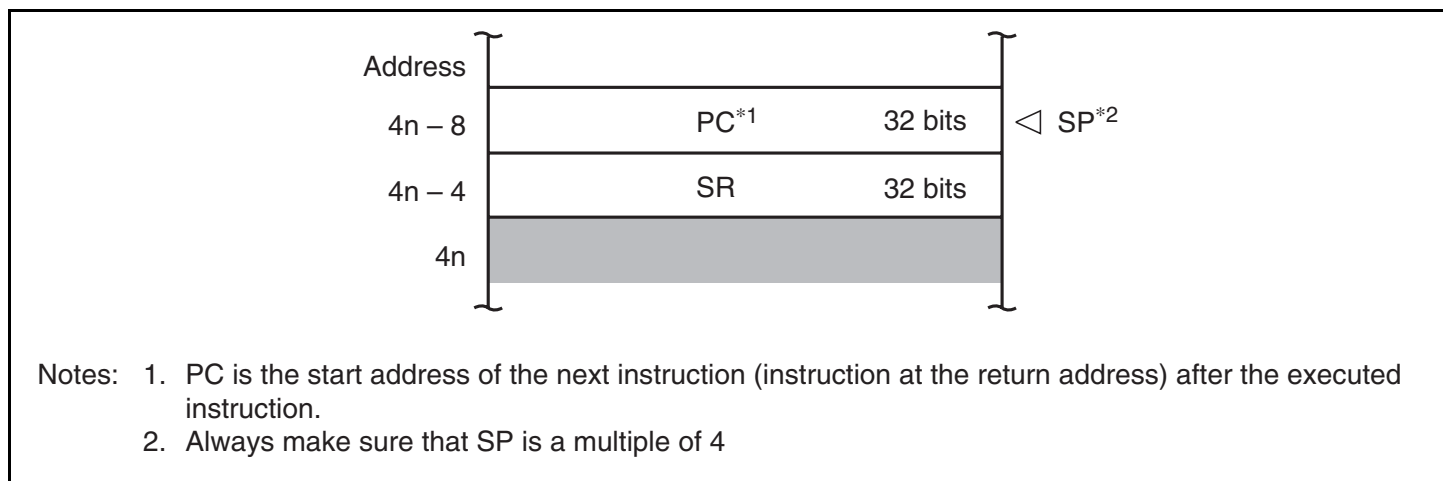 Address
4n – 8 PC*1 32 bits ◁ SP*2
4n – 4 SR 32 bits
4n
Notes: 1. PC is the start address of the next instruction (instruction at the return address) after the executed
instruction.
2. Always make sure that SP is a multiple of 4